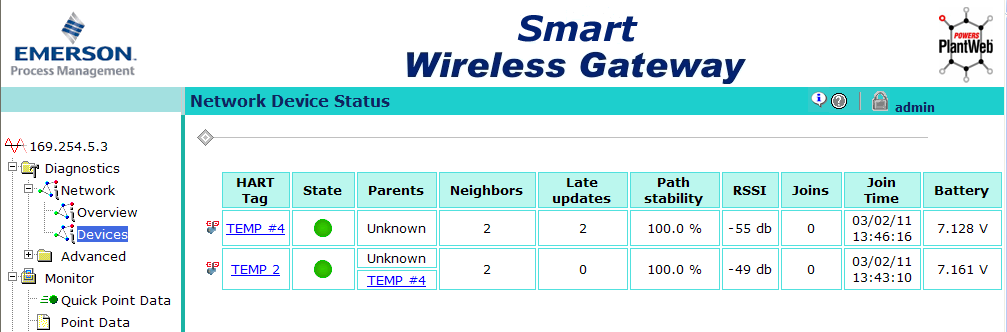 EMERSON.
Process Management
Smart
Wireless Gateway
POWERS
PlantWeb
Network Device Status
admin
169.254.5.3
Diagnostics
Network
Overview
Devices
Advanced
Monitor
Quick Point Data
Point Data
HART Tag State Parents Neighbors Late updates Path stability RSSI Joins Join Time Battery
TEMP #4 Unknown 2 2 100.0 % -55 db 0 03/02/11 13:46:16 7.128 V
TEMP 2 Unknown TEMP #4 2 0 100.0 % -49 db 0 03/02/11 13:43:10 7.161 V